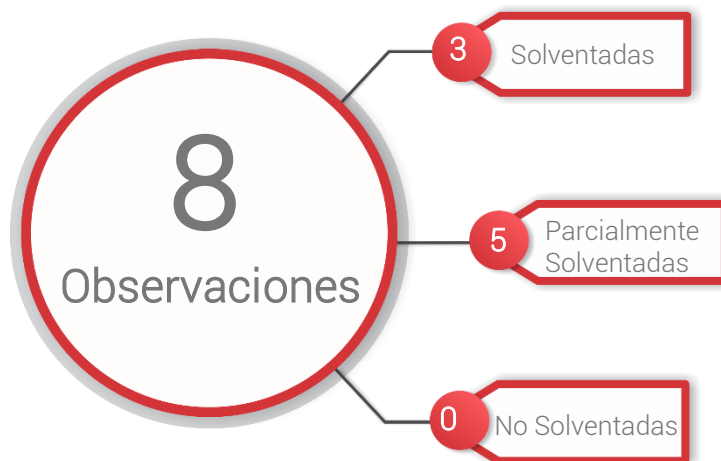 8
Observaciones
3
Solventadas
5
Parcialmente
Solventadas
0
No Solventadas